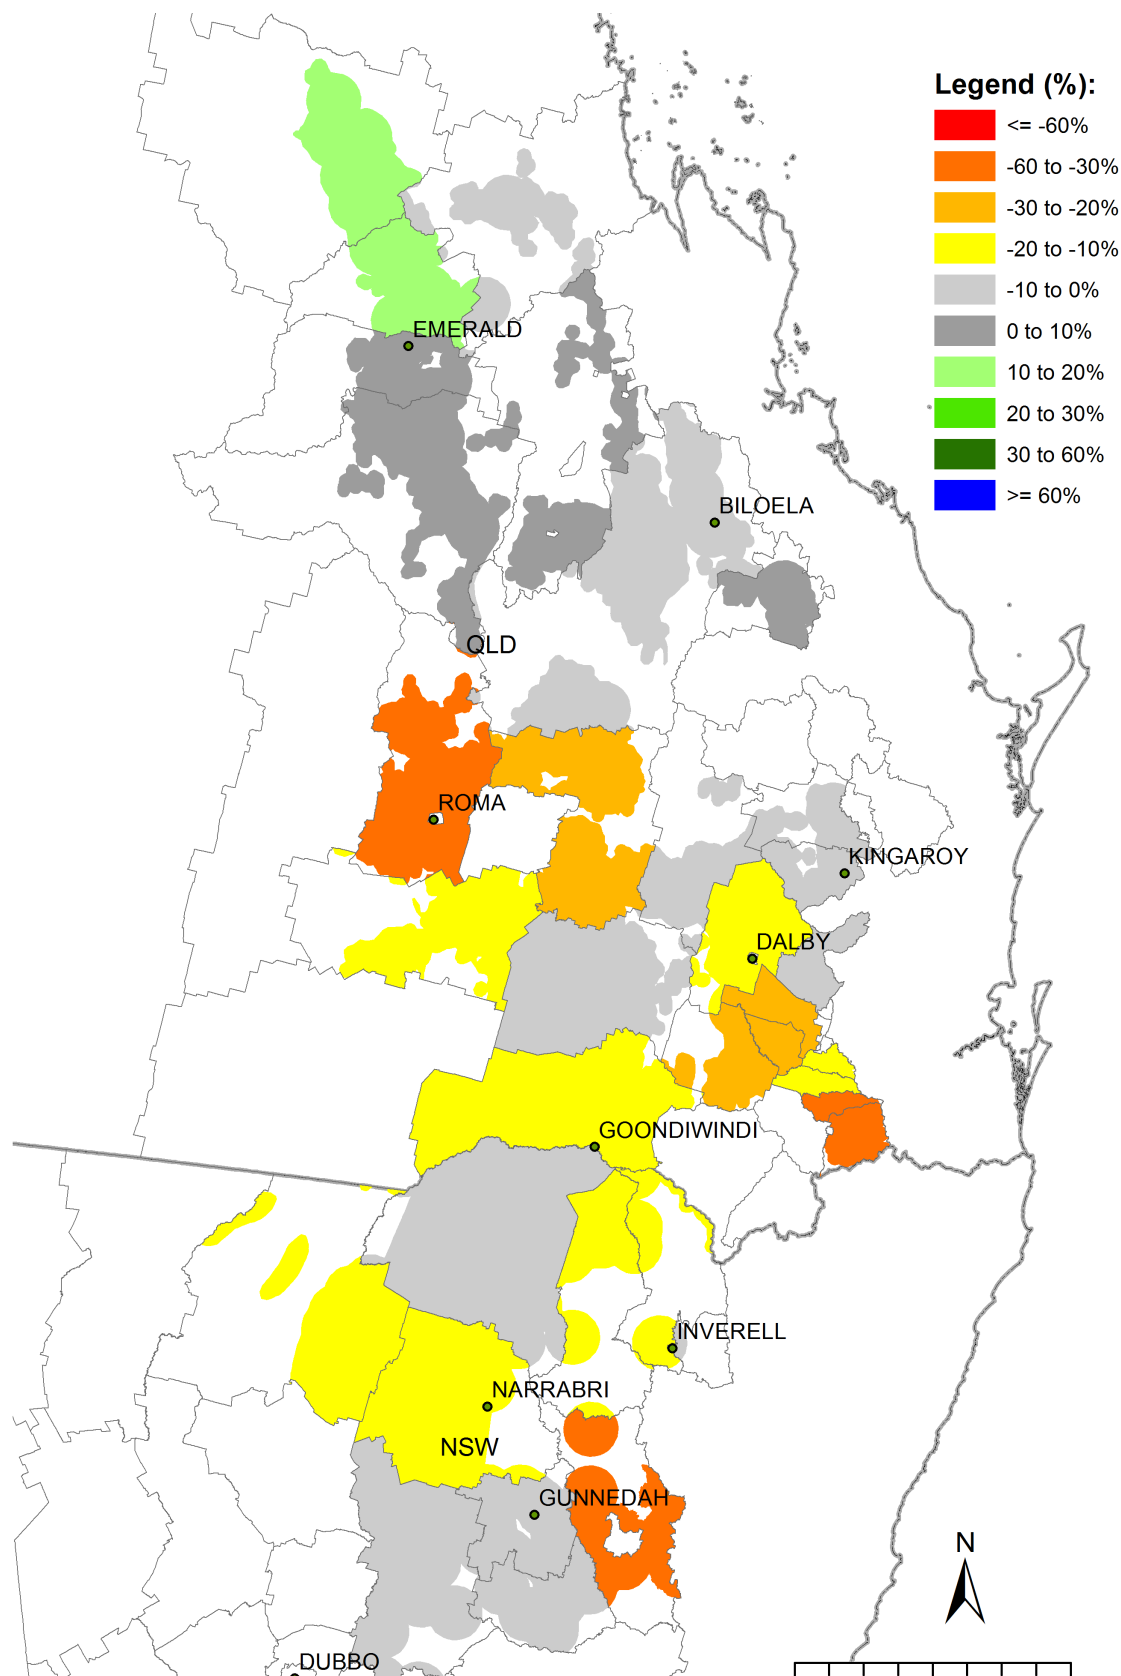 Legend (%):
<= -60%
-60 to -30%
-30 to -20%
-20 to -10%
-10 to 0%
0 to 10%
10 to 20%
20 to 30%
30 to 60%
>= 60%
EMERALD
BILOELA
QLD
ROMA
KINGAROY
DALBY
GOONDIWINDI
INVERELL
NARRABRI
NSW
GUNNEDAH
N
DUBBO